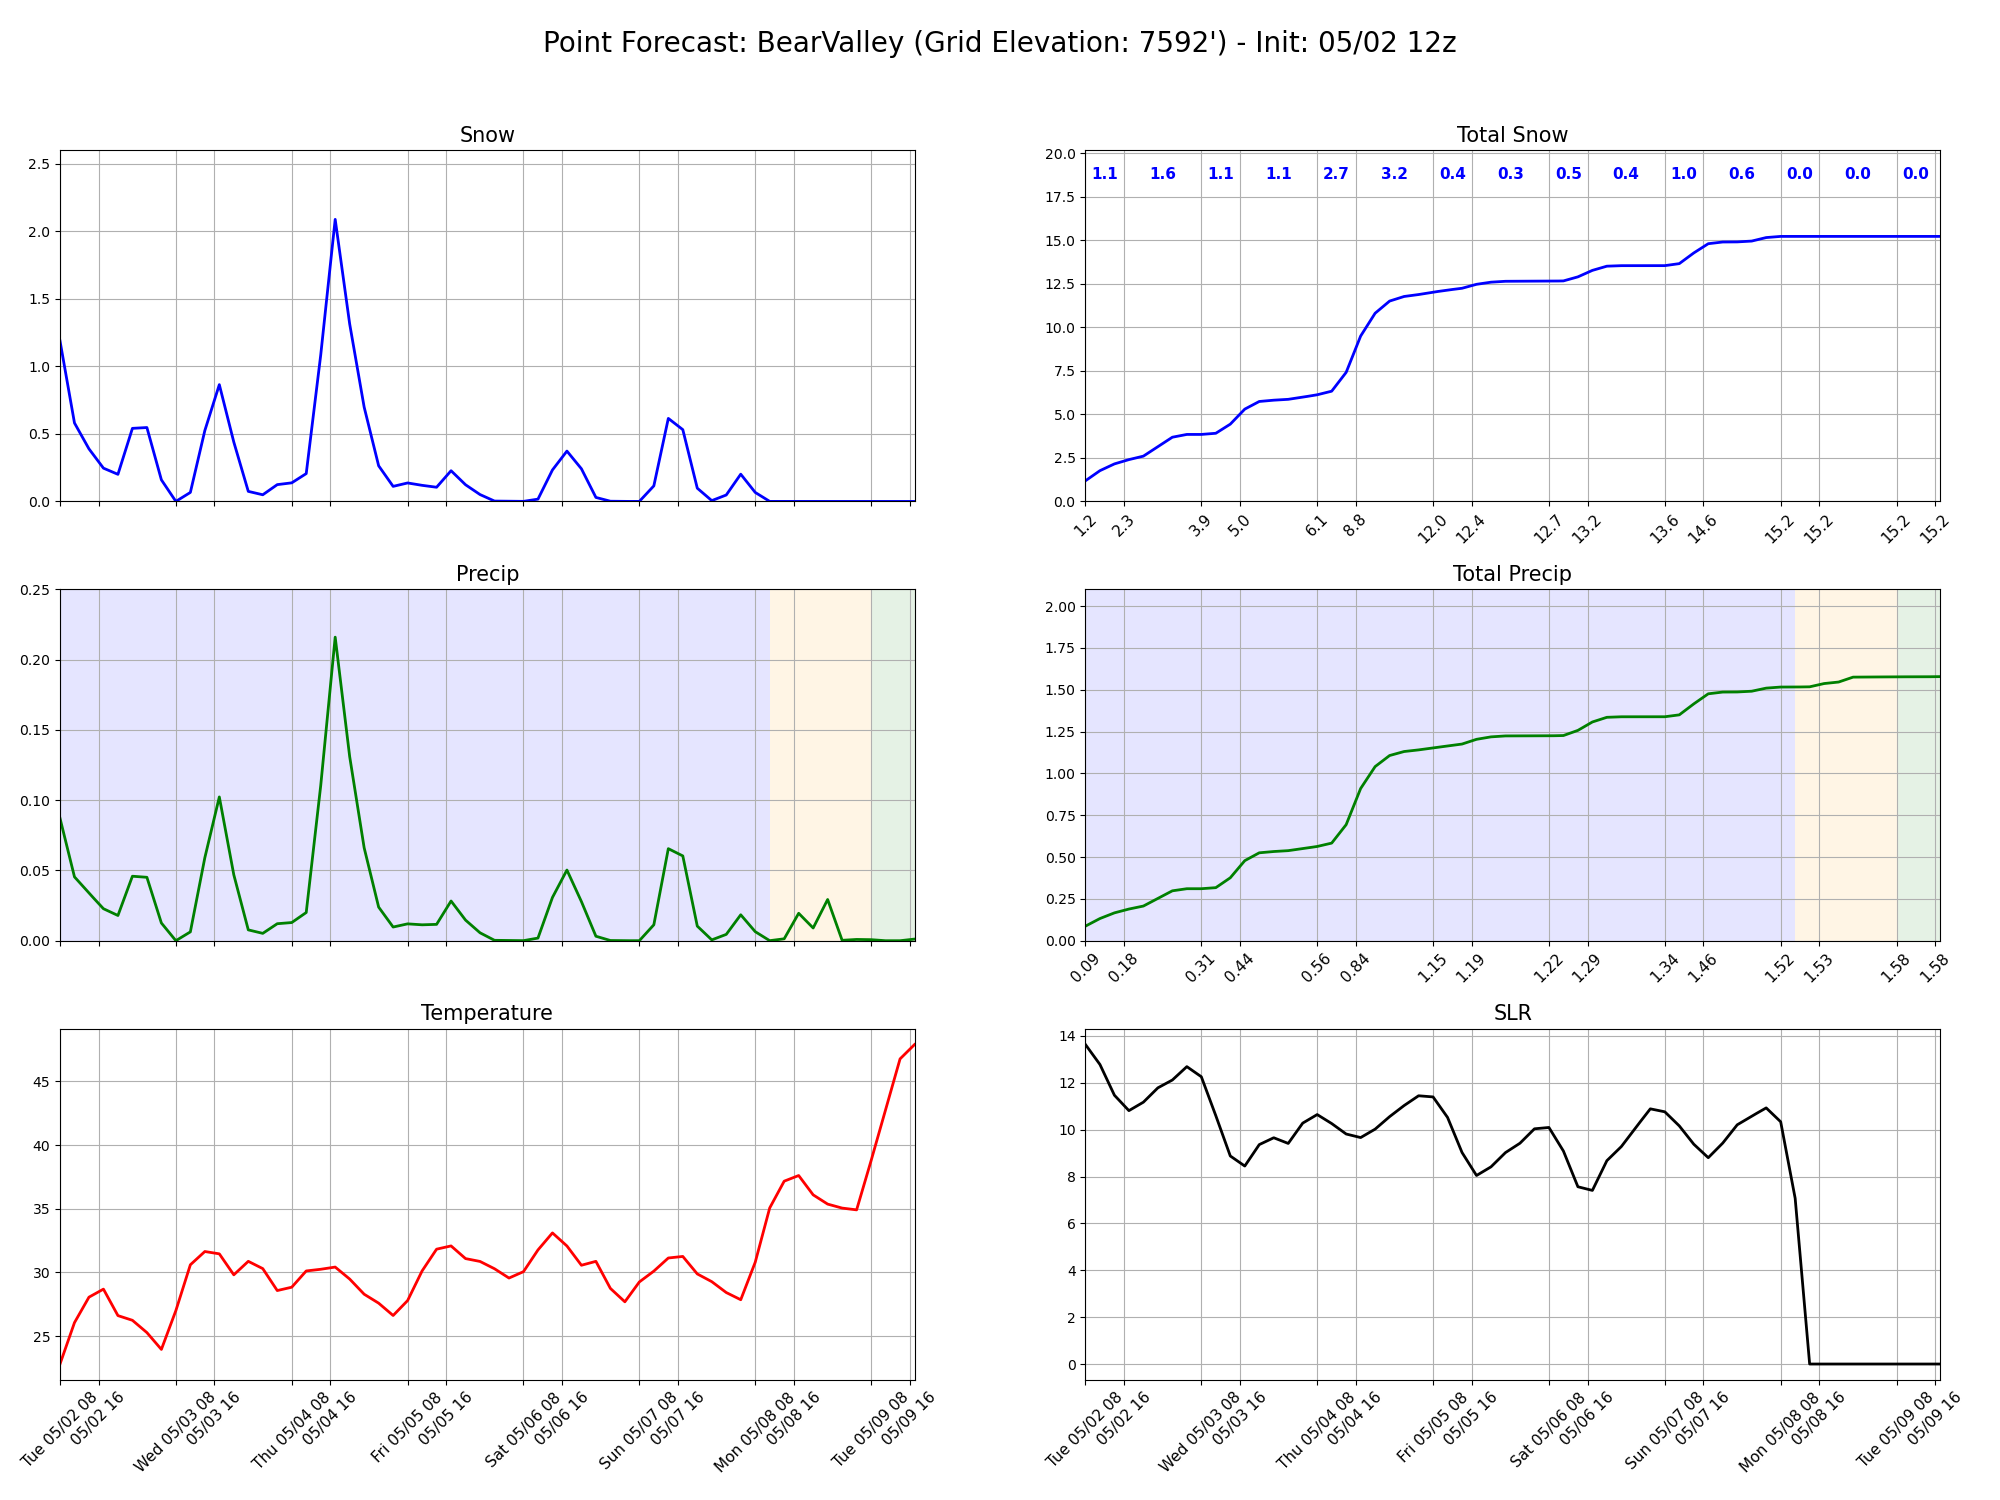 Point Forecast: BearValley (Grid Elevation: 7592') - Init: 05/02 12z
Snow
2.5
2.0
1.5
1.0
0.5
0.0
Total Snow
20.0
17.5
15.0
12.5
10.0
7.5
5.0
2.5
0.0
1.1 1.6 1.1 1.1 2.7 3.2 0.4 0.3 0.5 0.4 1.0 0.6 0.0 0.0 0.0
1.2 2.3 3.9 5.0 6.1 8.8 12.0 12.4 12.7 13.2 13.6 14.6 15.2 15.2 15.2 15.2
Precip
0.25
0.20
0.15
0.10
0.05
0.00
Total Precip
2.00
1.75
1.50
1.25
1.00
0.75
0.50
0.25
0.00
0.09 0.18 0.31 0.44 0.56 0.84 1.15 1.19 1.22 1.29 1.34 1.46 1.52 1.53 1.58 1.58
Temperature
45
40
35
30
25
Tue 05/02 08
05/02 16
Wed 05/03 08
05/03 16
Thu 05/04 08
05/04 16
Fri 05/05 08
05/05 16
Sat 05/06 08
05/06 16
Sun 05/07 08
05/07 16
Mon 05/08 08
05/08 16
Tue 05/09 08
05/09 16
SLR
14
12
10
8
6
4
2
0
Tue 05/02 08
05/02 16
Wed 05/03 08
05/03 16
Thu 05/04 08
05/04 16
Fri 05/05 08
05/05 16
Sat 05/06 08
05/06 16
Sun 05/07 08
05/07 16
Mon 05/08 08
05/08 16
Tue 05/09 08
05/09 16